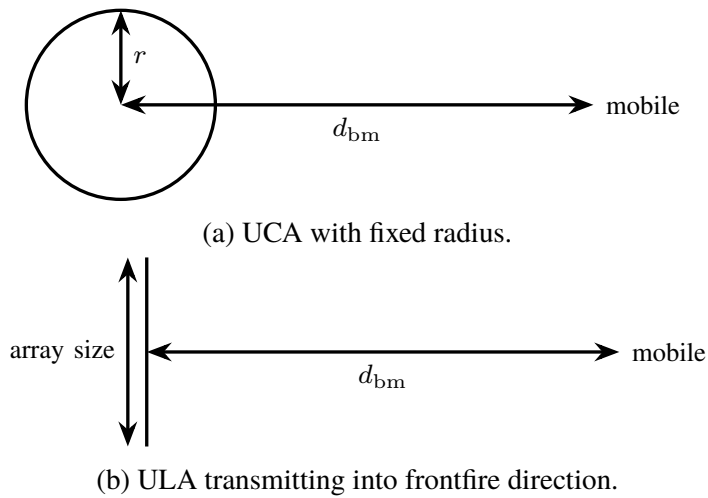 r
mobile
d_bm
(a) UCA with fixed radius.
array size
mobile
d_bm
(b) ULA transmitting into frontfire direction.